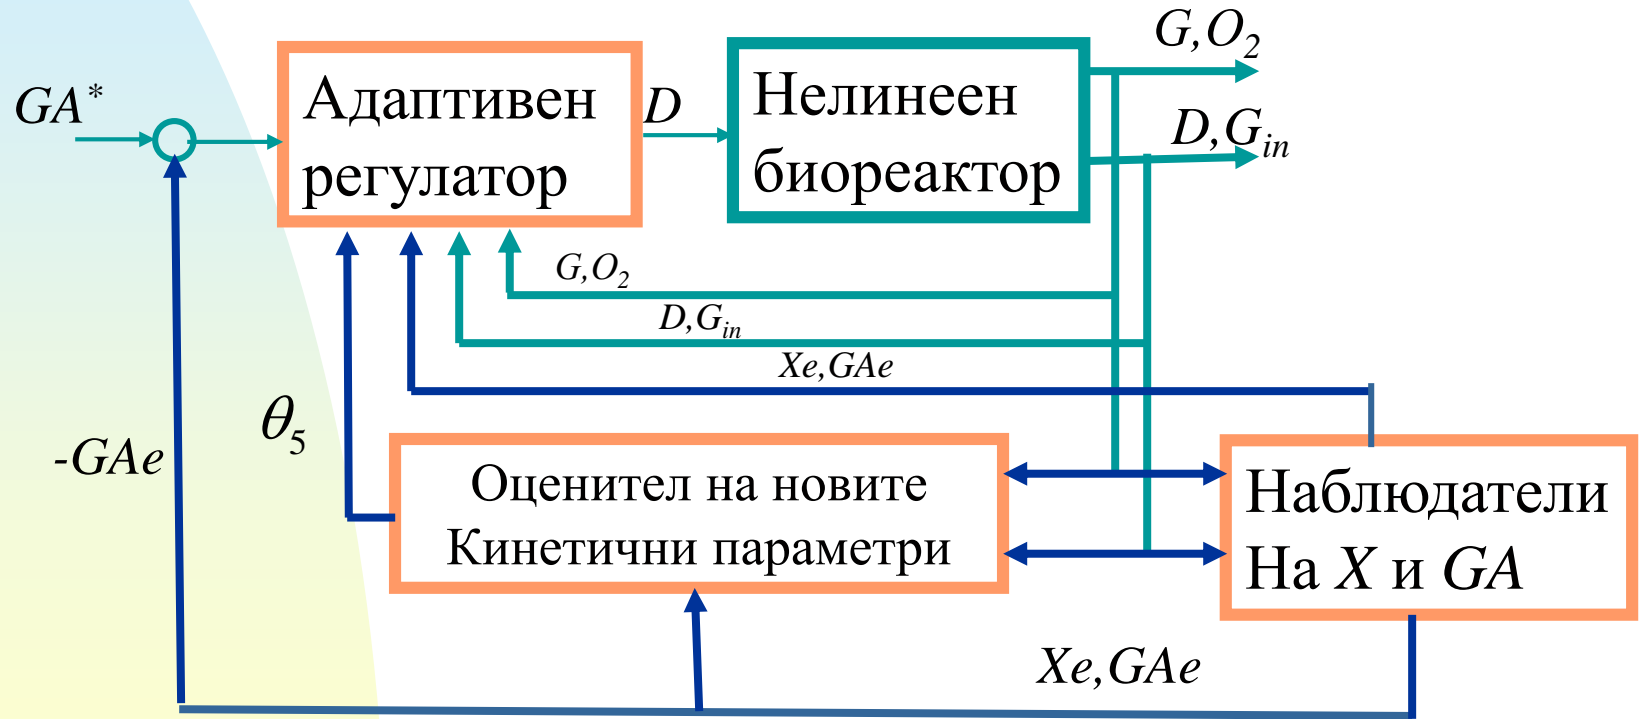 G,O2
GA*
Адаптивен
регулатор
D
Нелинеен
биореактор
D,Gin
G,O2
D,Gin
Xe,GAe
θ5
-GAe
Оценител на новите
Кинетични параметри
Наблюдатели
На X и GA
Xe,GAe